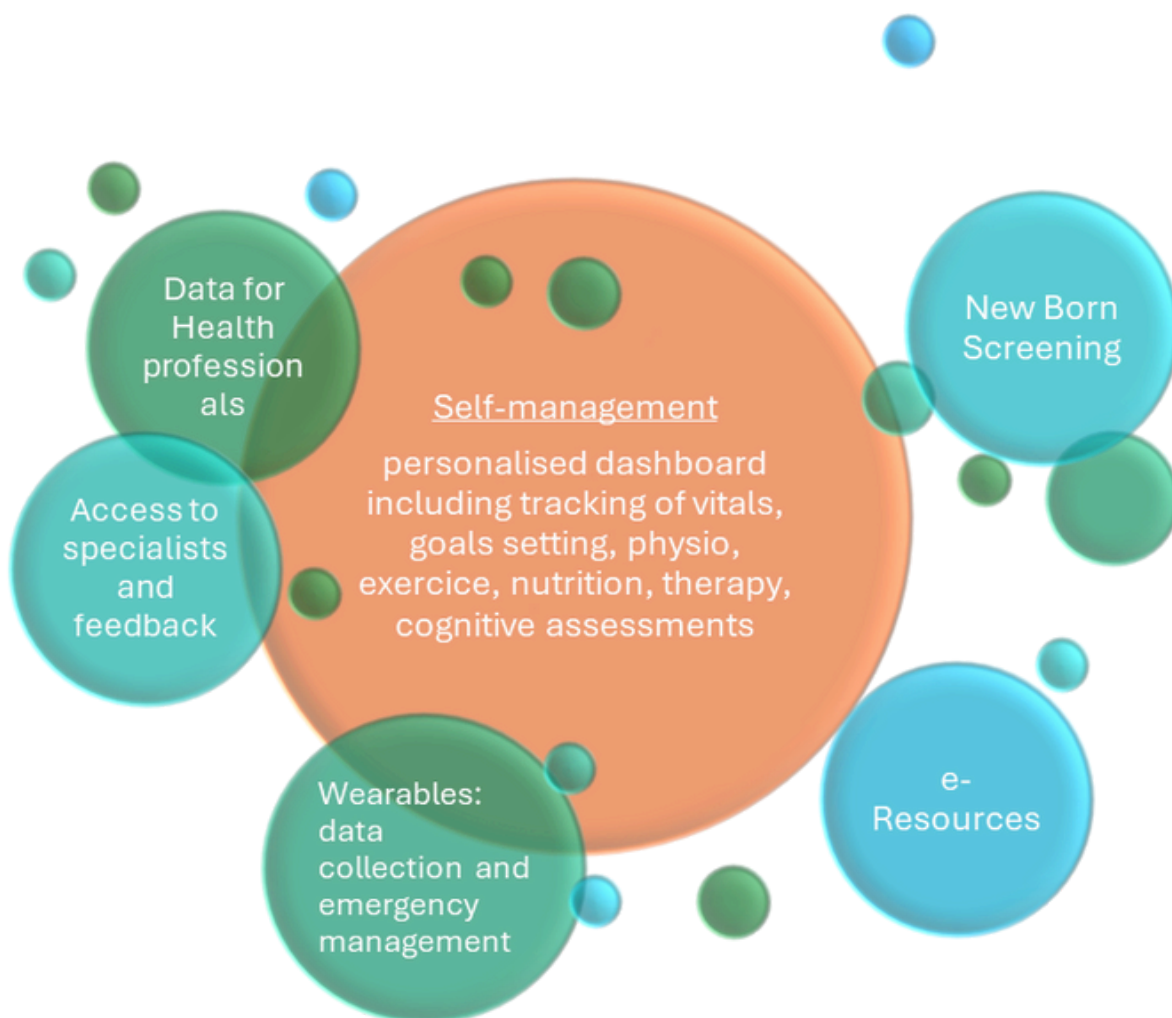 Data for
Health
profession
als
New Born
Screening
Self-management
personalised dashboard
including tracking of vitals,
goals setting, physio,
exercice, nutrition, therapy,
cognitive assessments
Access to
specialists
and
feedback
Wearables:
data
collection and
emergency
management
e-
Resources